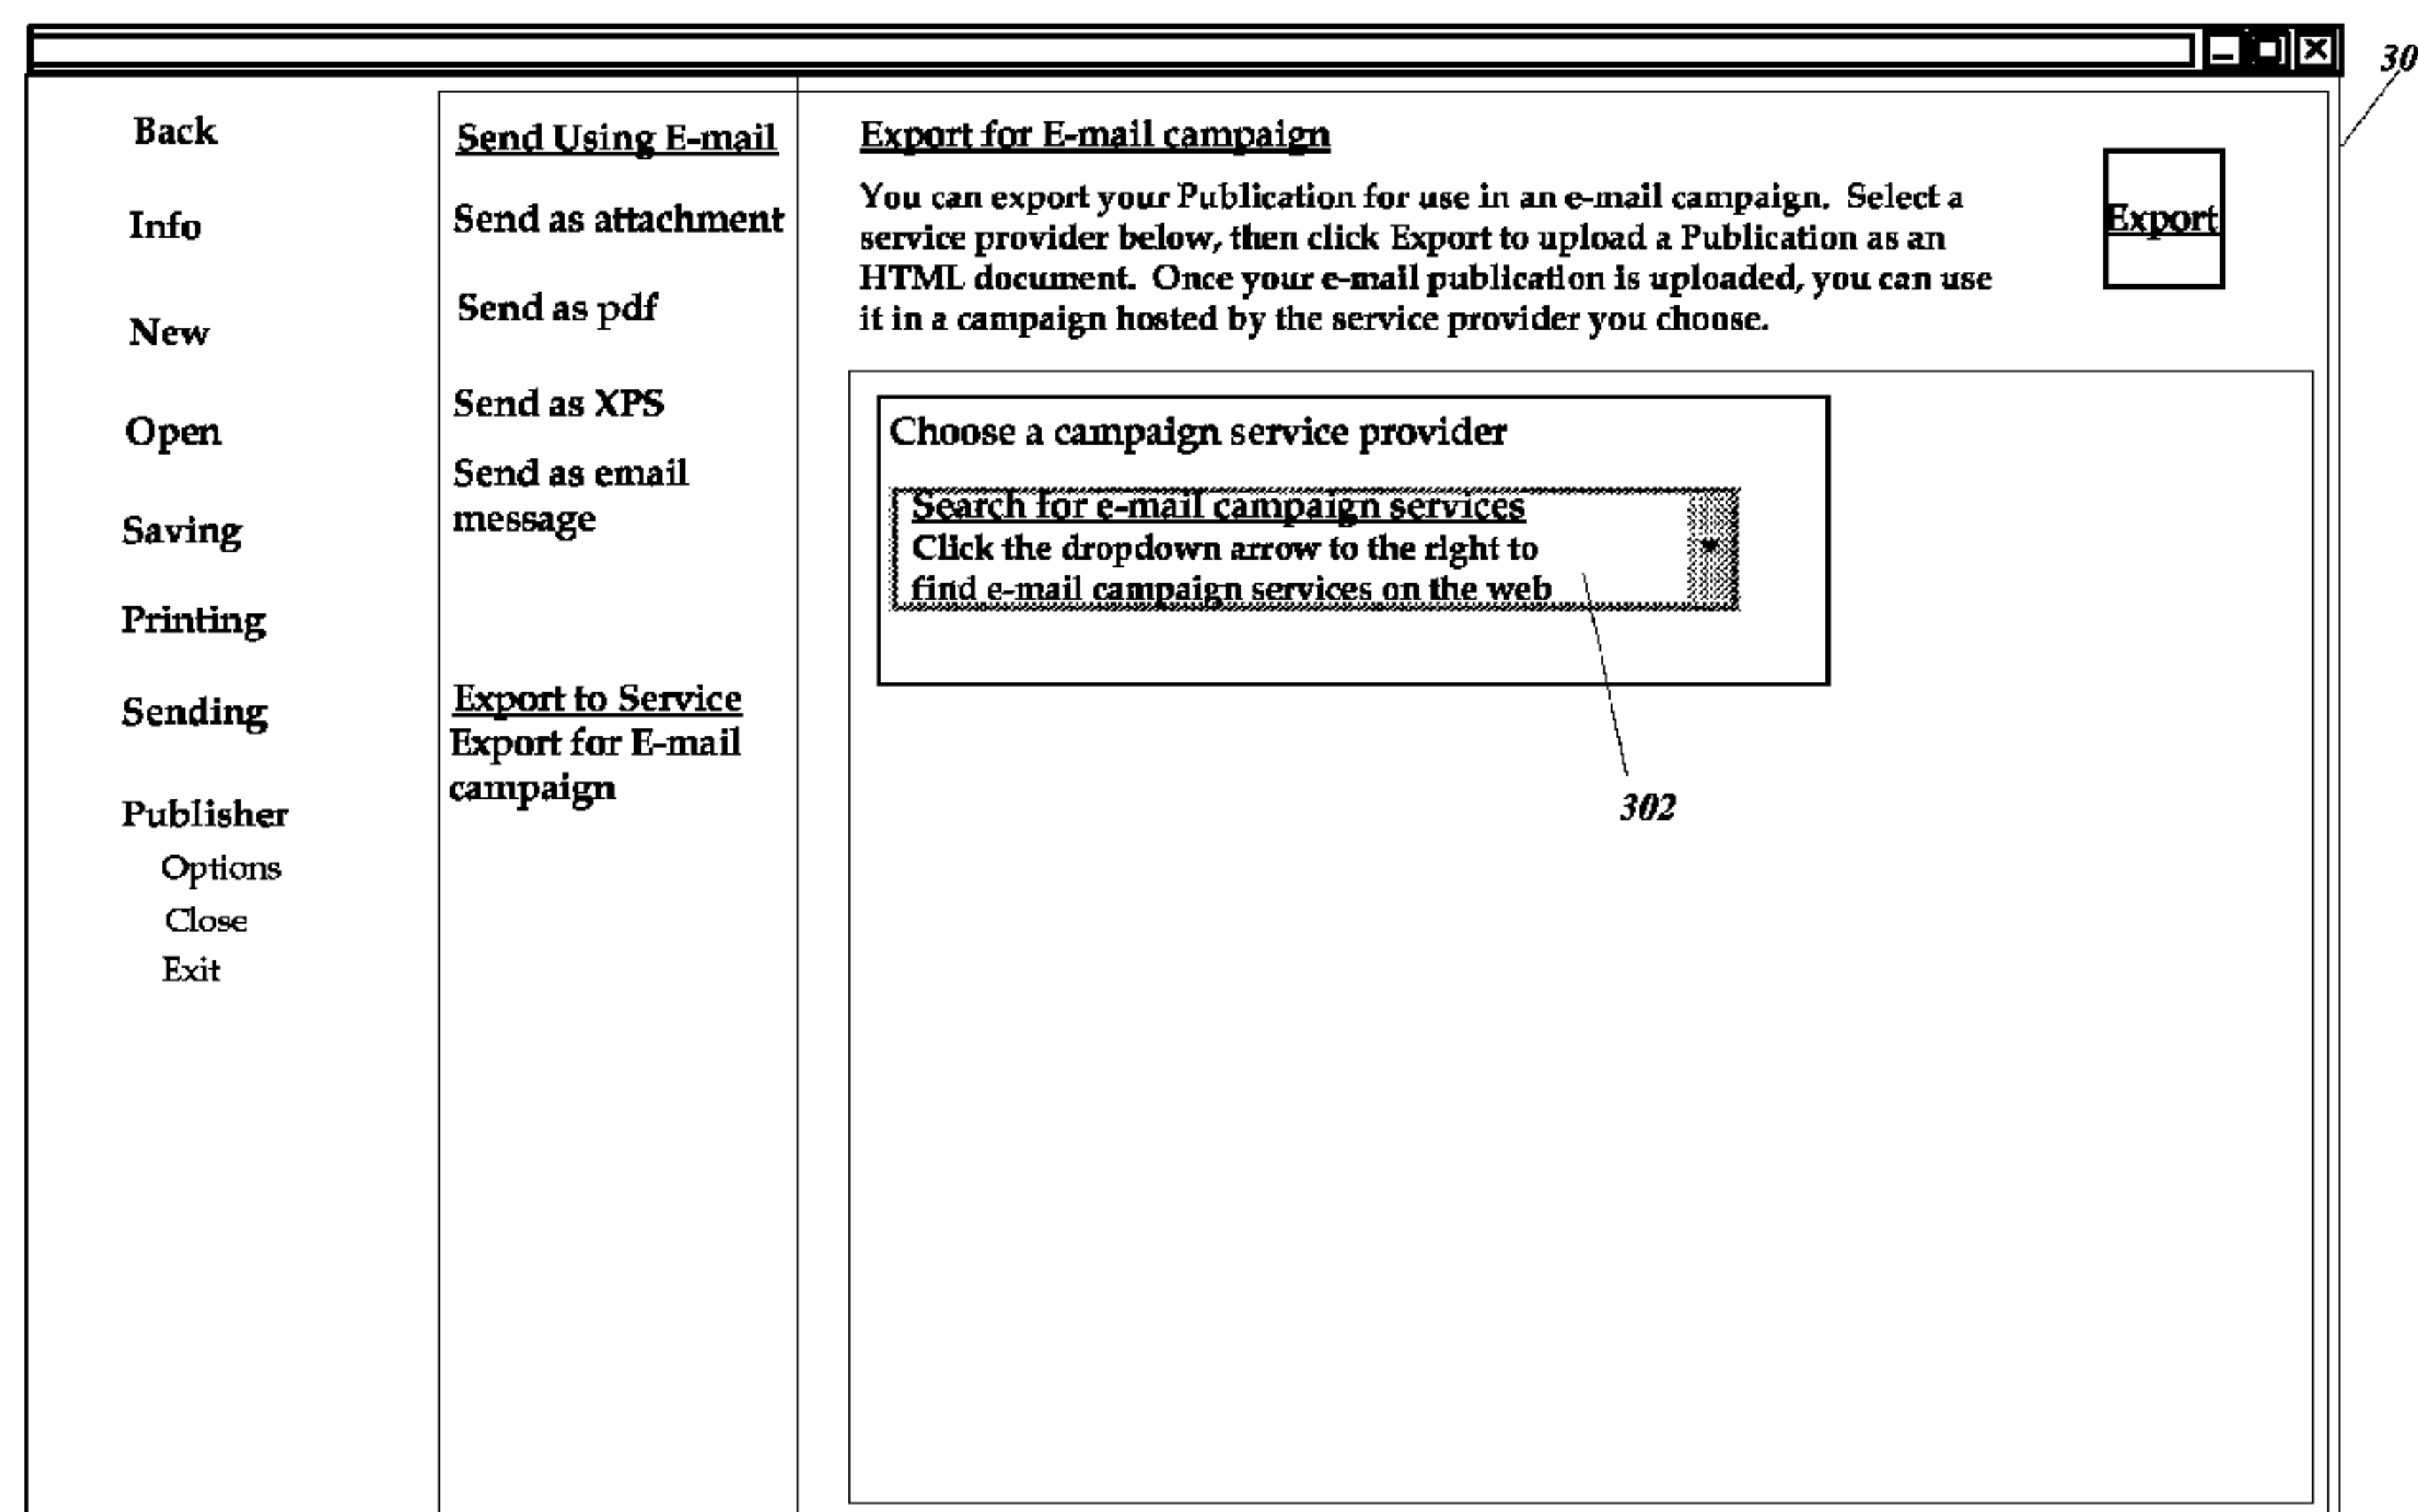 30
Back
Info
New
Open
Saving
Printing
Sending
Publisher
Options
Close
Exit
Send Using E-mail
Send as attachment
Send as pdf
Send as XPS
Send as email
message
Export to Service
Export for E-mail
campaign
Export for E-mail campaign
You can export your Publication for use in an e-mail campaign. Select a
service provider below, then click Export to upload a Publication as an
HTML document. Once your e-mail publication is uploaded, you can use
it in a campaign hosted by the service provider you choose.
Export
Choose a campaign service provider
Search for e-mail campaign services
Click the dropdown arrow to the right to
find e-mail campaign services on the web
302